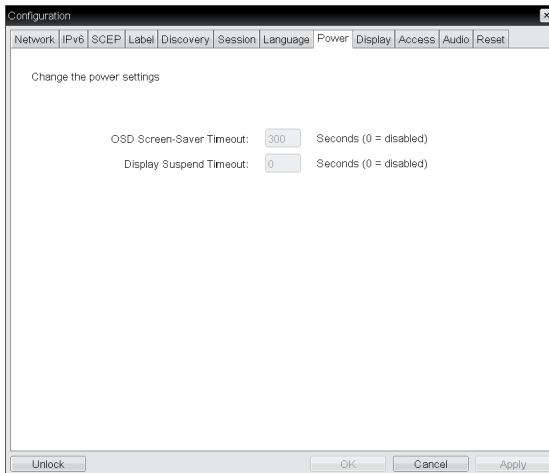 Configuration
Network IPv6 SCEP Label Discovery Session Language Power Display Access Audio Reset
Change the power settings
OSD Screen-Saver Timeout: 300 Seconds (0 = disabled)
Display Suspend Timeout: 0 Seconds (0 = disabled)
Unlock OK Cancel Apply